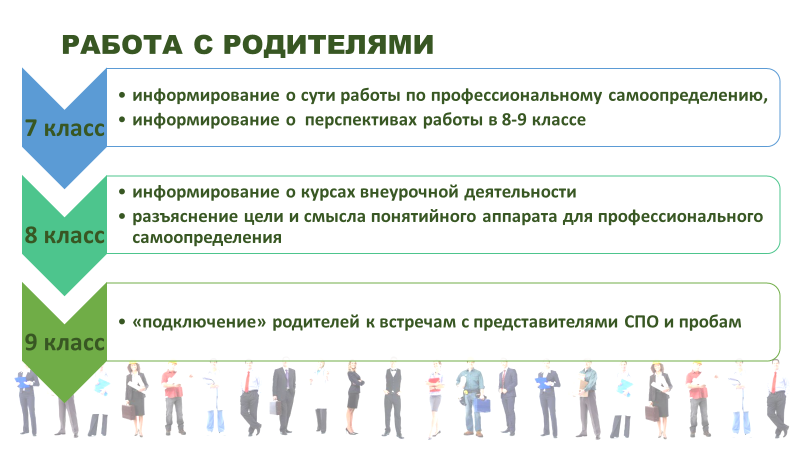 РАБОТА С РОДИТЕЛЯМИ
7 класс
• информирование о сути работы по профессиональному самоопределению,
• информирование о перспективах работы в 8-9 классе
8 класс
• информирование о курсах внеурочной деятельности
• разъяснение цели и смысла понятийного аппарата для профессионального
самоопределения
9 класс
• «подключение» родителей к встречам с представителями СПО и пробам